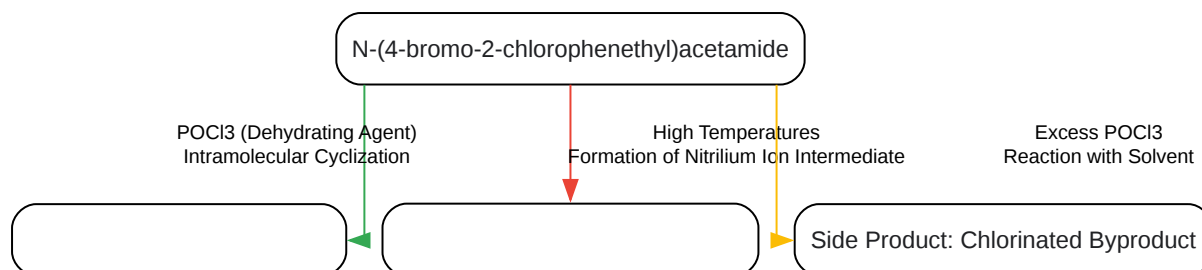 N-(4-bromo-2-chlorophenethyl)acetamide
POCl3 (Dehydrating Agent)
Intramolecular Cyclization
High Temperatures
Formation of Nitrilium Ion Intermediate
Excess POCl3
Reaction with Solvent
Side Product: Chlorinated Byproduct